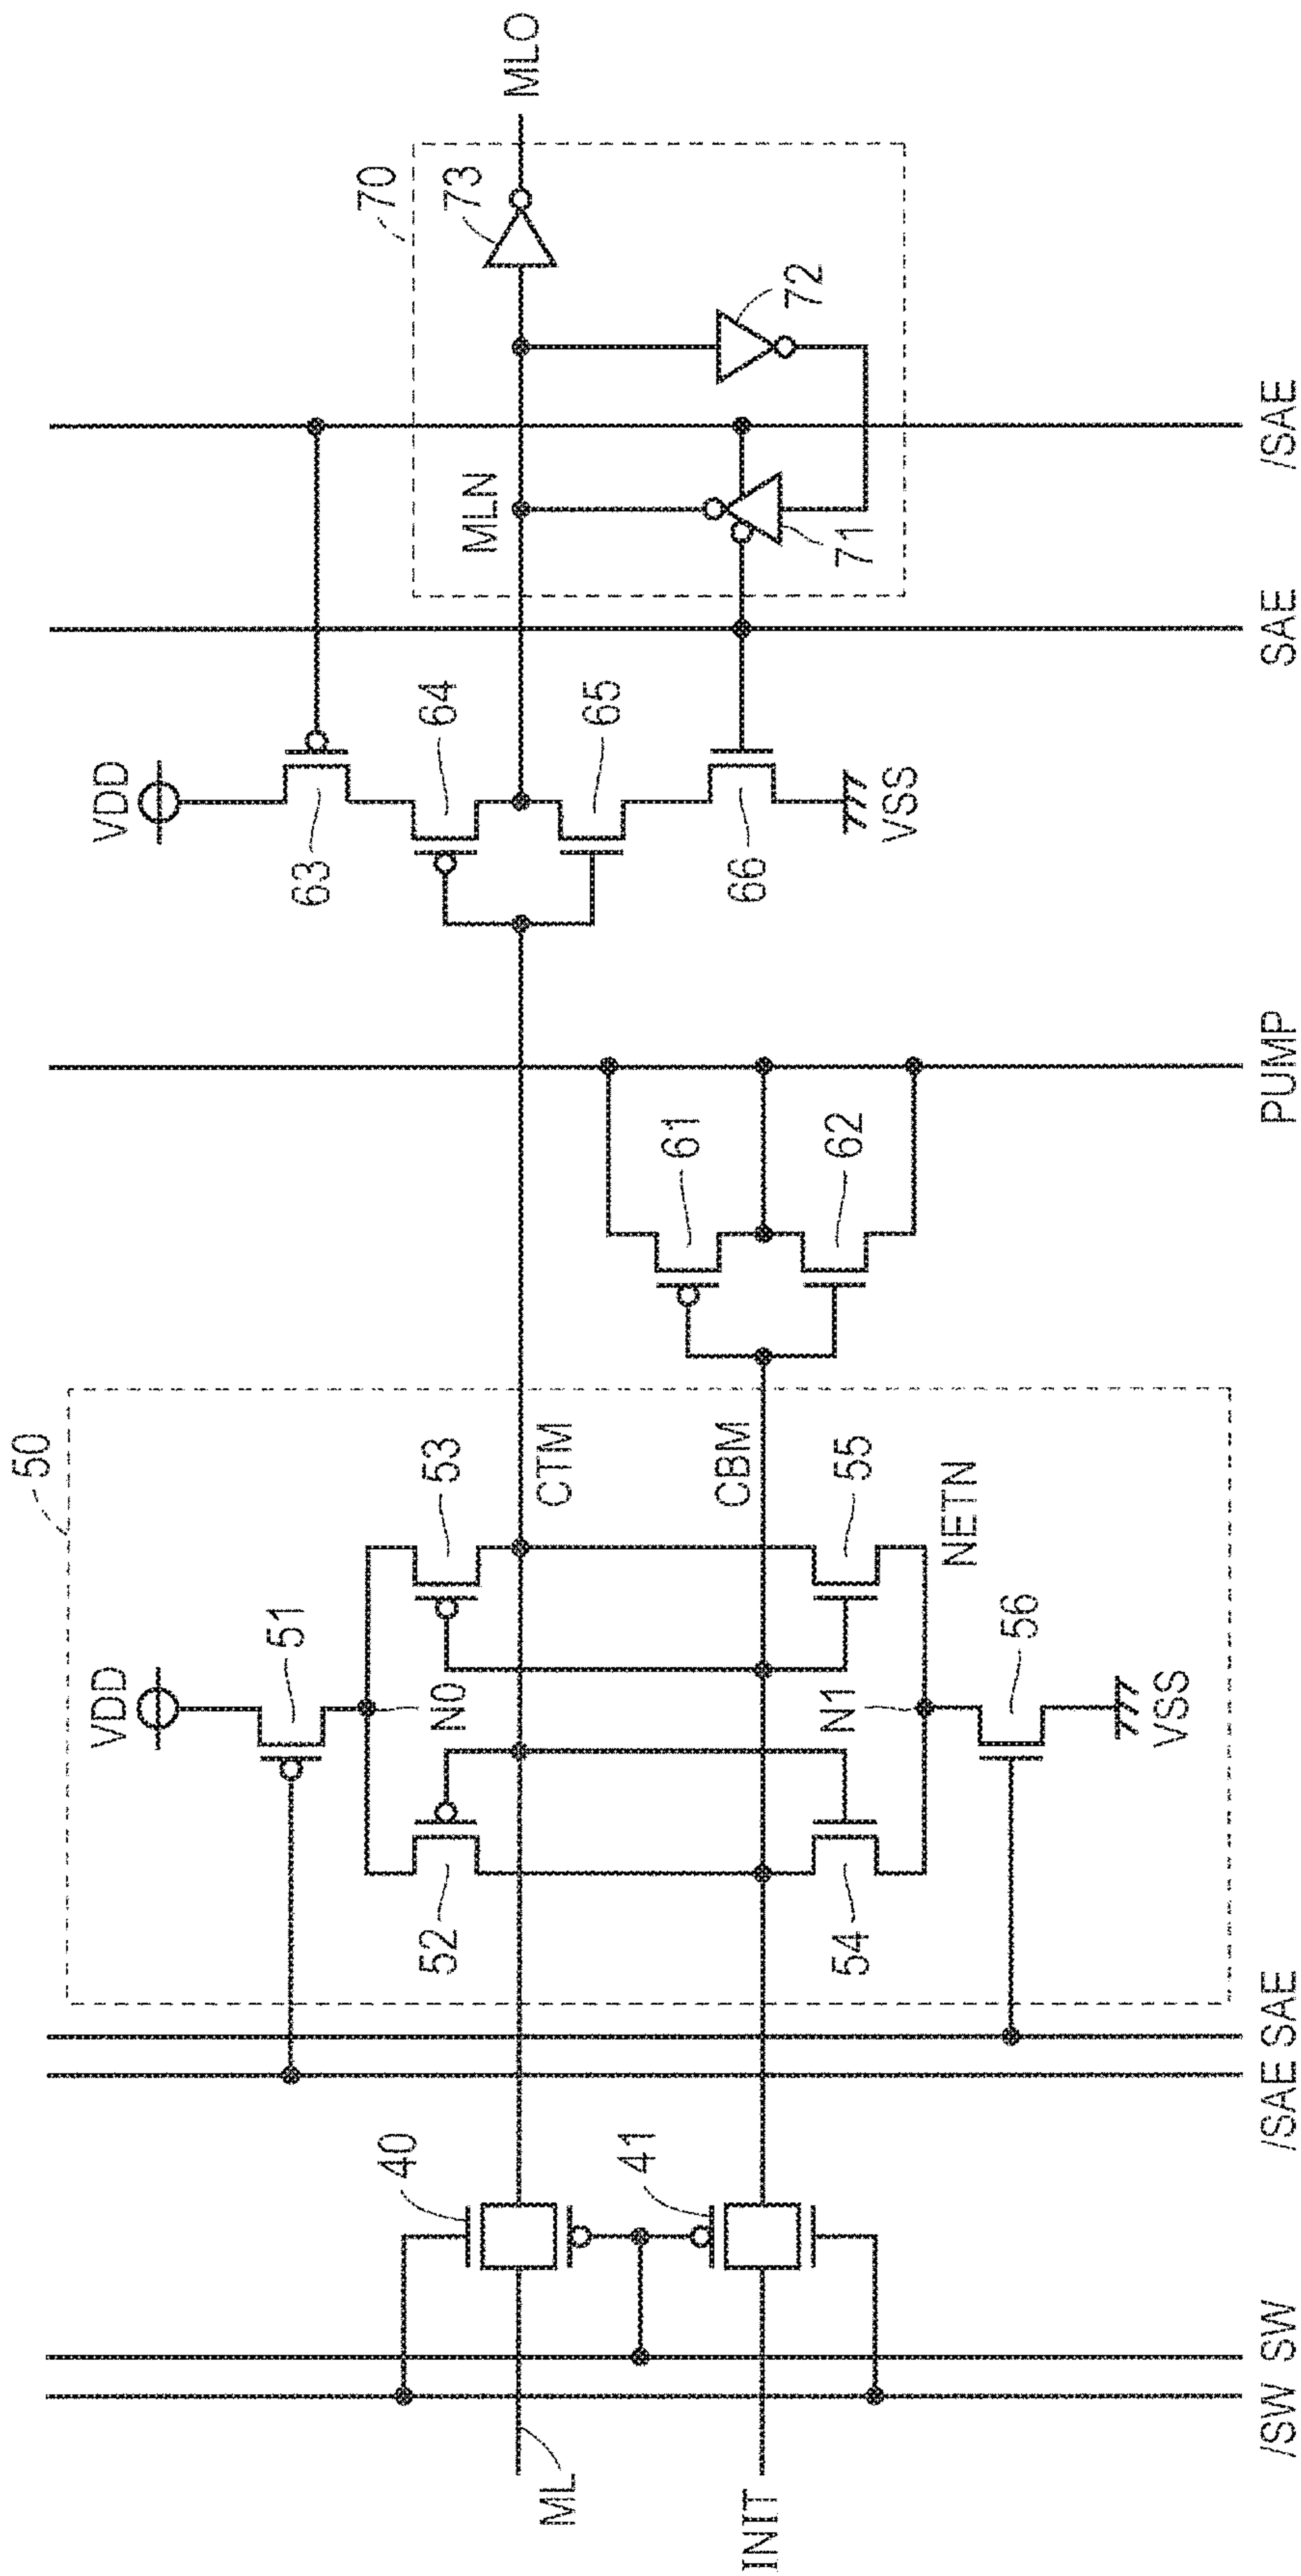 50
VDD
51
53
52
N0
CTM
CBM
N1
54
55
NETN
56
VSS
40
41
ML
INIT
/SW SW
/SAE SAE
61
62
PUMP
VDD
63
64
65
66
VSS
SAE
70
MLN
73
MLO
71
72
/SAE